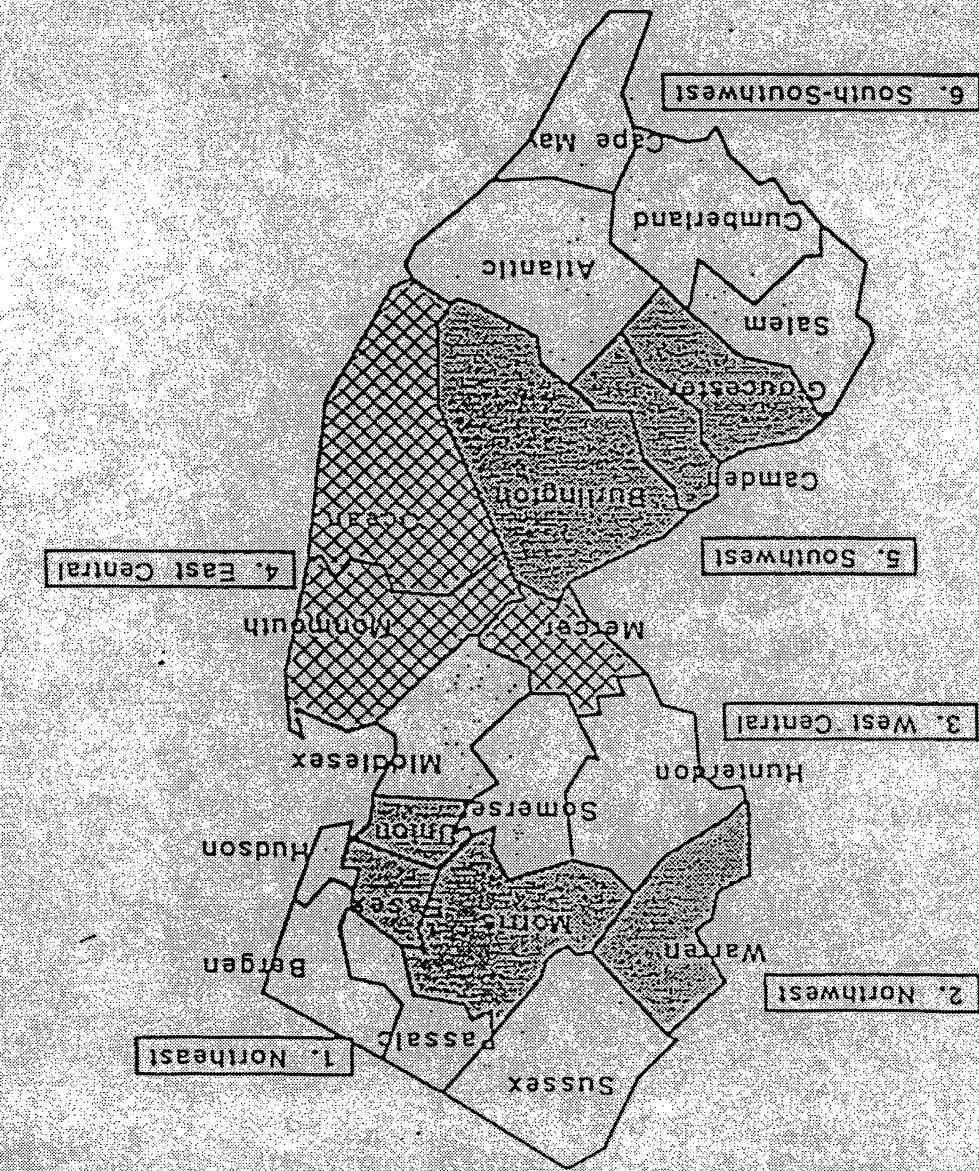 Sussex
1. Northeast
Passaic
2. Northwest
Bergen
Warren
Morris
Essex
Hudson
Union
Somerse
Hunterdon
Middlesex
3. West Central
Mercer
Monmouth
4. East Central
5. Southwest
Ocean
Burlington
Camden
Gloucester
Salem
Atlantic
Cumberland
Cape May
6. South-Southwest